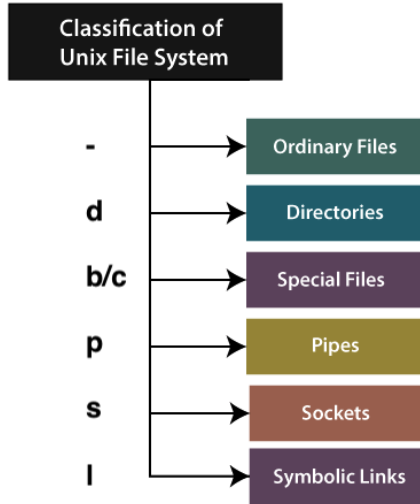 Classification of
Unix File System
- Ordinary Files
d Directories
b/c Special Files
p Pipes
s Sockets
l Symbolic Links